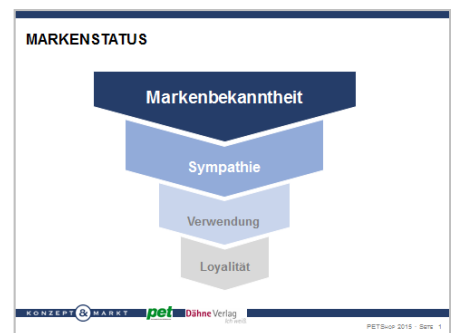 MARKENSTATUS
Markenbekanntheit
Sympathie
Verwendung
Loyalität
KONZEPT & MARKT pet Dähne Verlag
PETShop 2015 · Seite 1